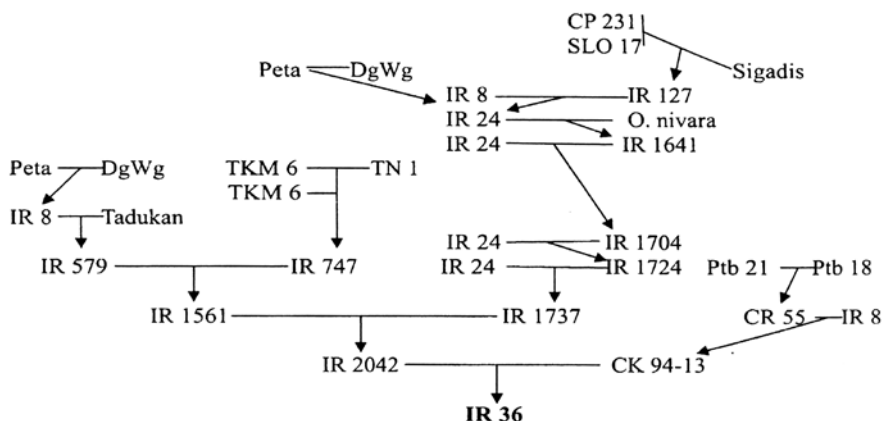 CP 231
SLO 17
Sigadis
Peta DgWg
IR 8 IR 127
IR 24 O. nivara
IR 24 IR 1641
Peta DgWg TKM 6 TN 1
TKM 6
IR 8 Tadukan
IR 24 IR 1704
IR 579 IR 747 IR 24 IR 1724 Ptb 21 Ptb 18
IR 1561 IR 1737 CR 55 IR 8
IR 2042 CK 94-13
IR 36